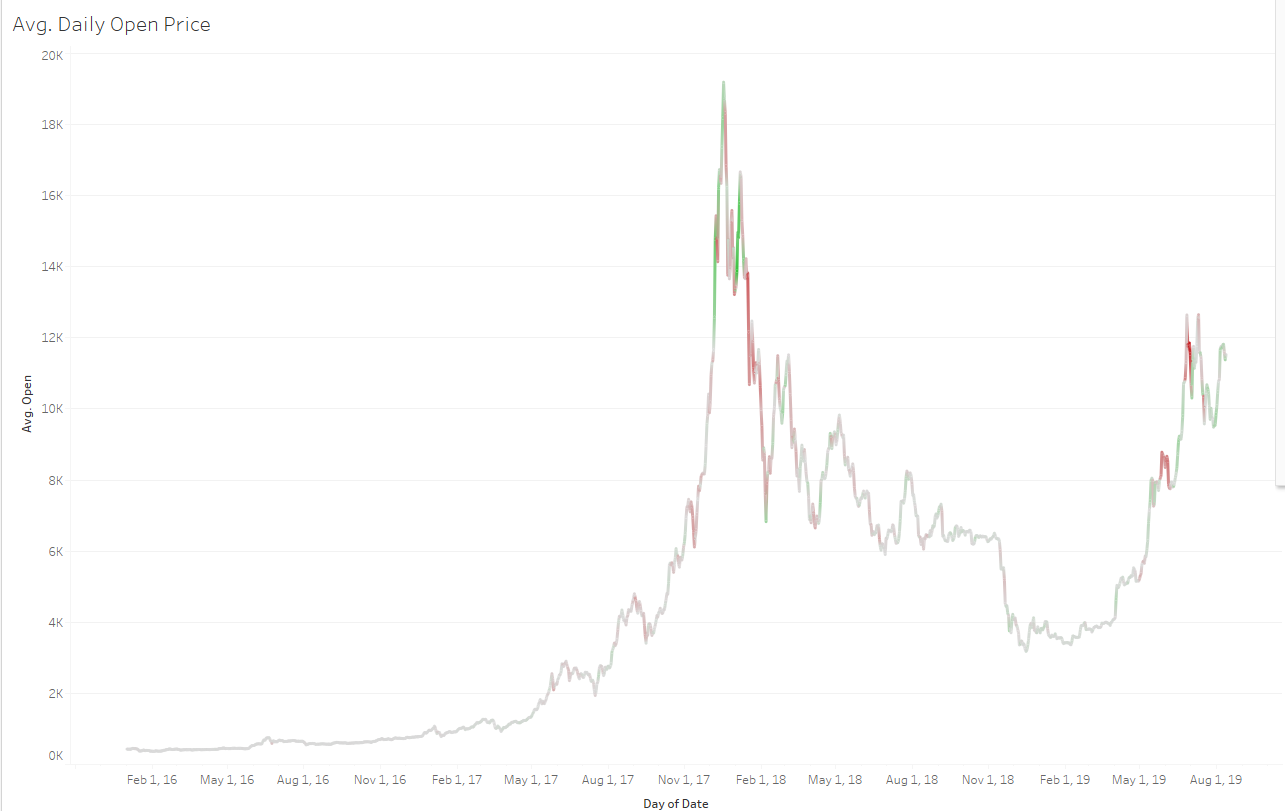 Avg. Daily Open Price
20K
18K
16K
14K
12K
10K
8K
6K
4K
2K
0K
Avg. Open
Feb 1, 16 May 1, 16 Aug 1, 16 Nov 1, 16 Feb 1, 17 May 1, 17 Aug 1, 17 Nov 1, 17 Feb 1, 18 May 1, 18 Aug 1, 18 Nov 1, 18 Feb 1, 19 May 1, 19 Aug 1, 19
Day of Date